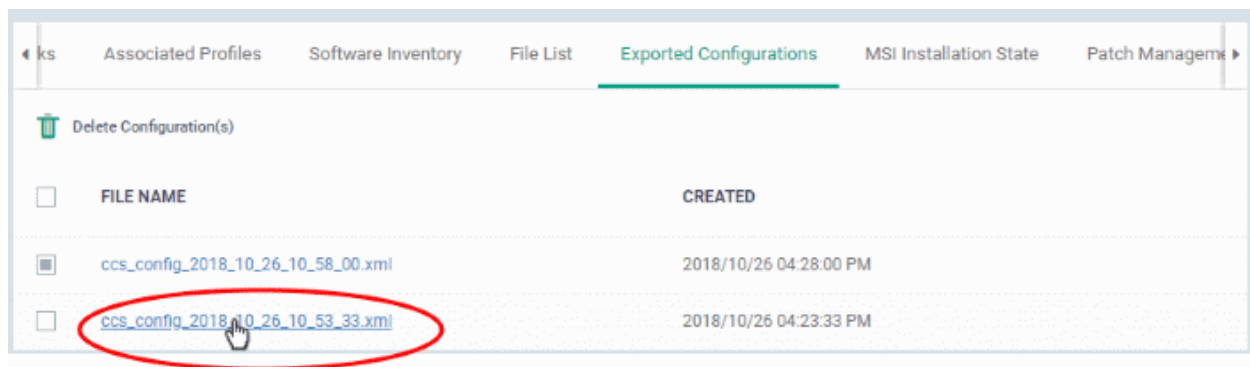 ks Associated Profiles Software Inventory File List Exported Configurations MSI Installation State Patch Manageme
Delete Configuration(s)
FILE NAME CREATED
ccs_config_2018_10_26_10_58_00.xml 2018/10/26 04:28:00 PM
ccs_config_2018_10_26_10_53_33.xml 2018/10/26 04:23:33 PM